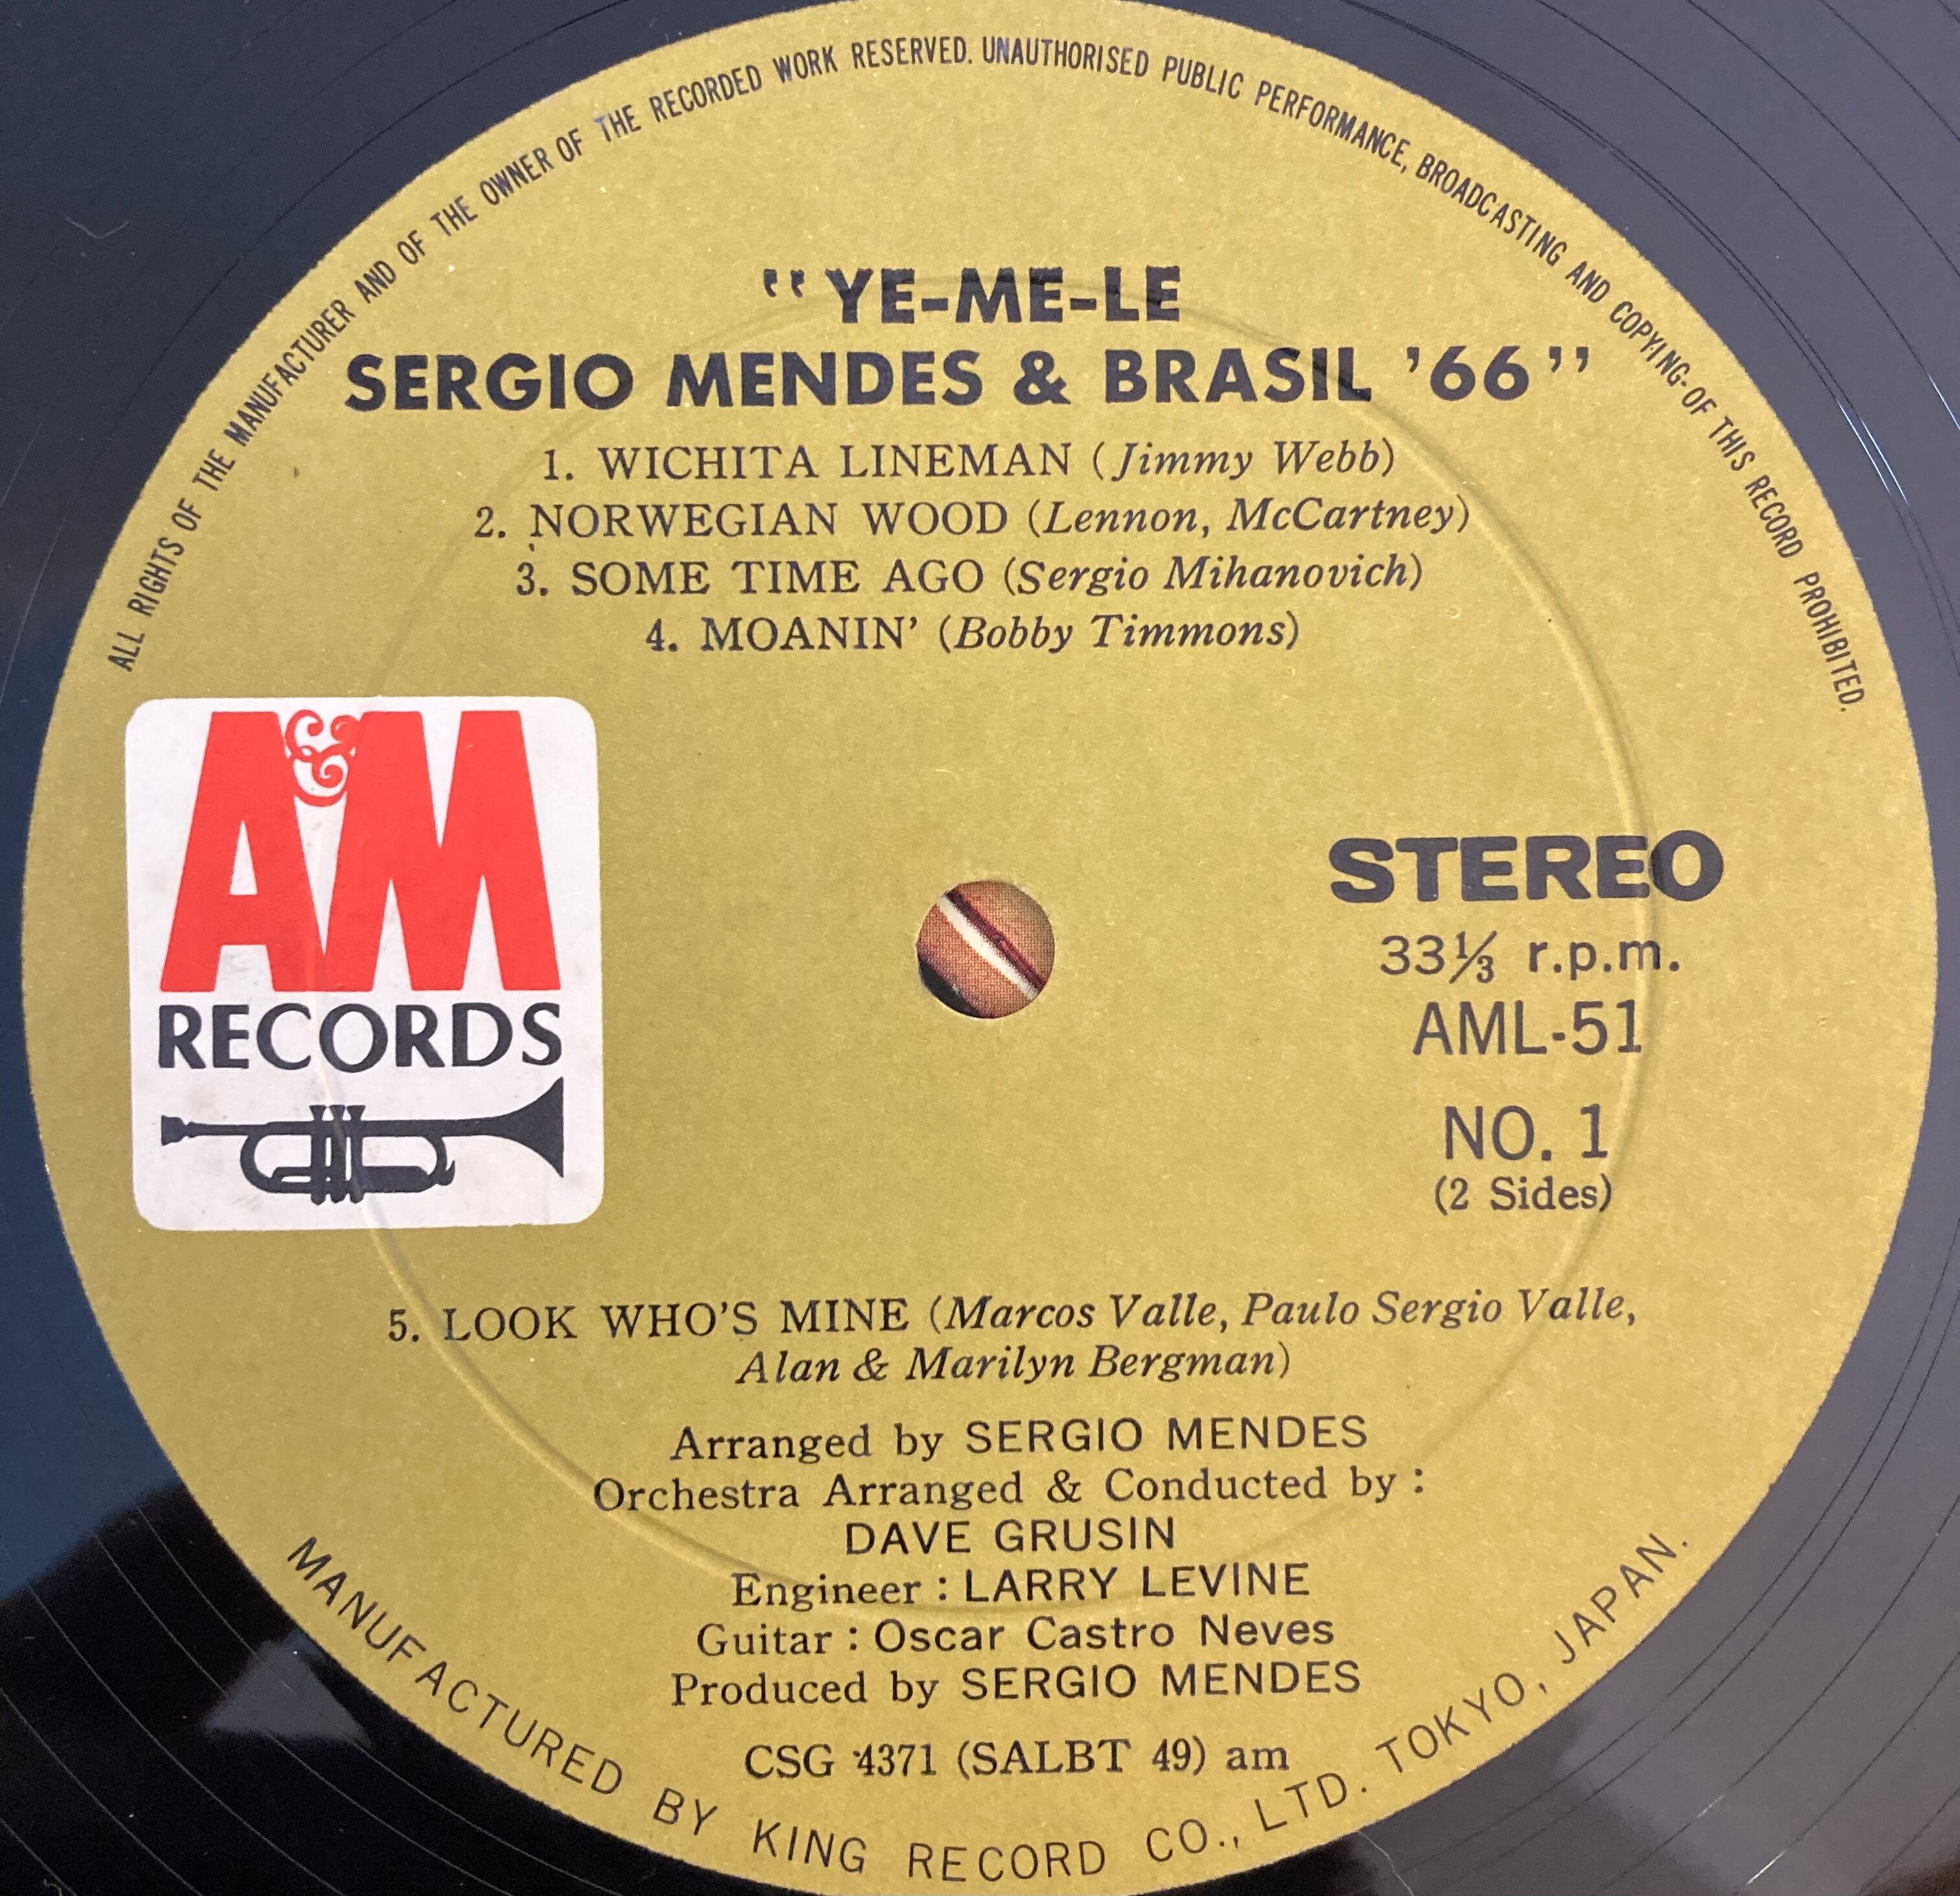 ALL RIGHTS OF THE MANUFACTURER AND OF THE OWNER OF THE RECORDED WORK RESERVED. UNAUTHORISED PUBLIC PERFORMANCE, BROADCASTING AND COPYING OF THIS RECORD PROHIBITED.
“YE-ME-LE
SERGIO MENDES & BRASIL ’66”
1. WICHITA LINEMAN (Jimmy Webb)
2. NORWEGIAN WOOD (Lennon, McCartney)
3. SOME TIME AGO (Sergio Mihanovich)
4. MOANIN’ (Bobby Timmons)
A&M
RECORDS
STEREO
33⅓ r.p.m.
AML-51
NO. 1
(2 Sides)
5. LOOK WHO’S MINE (Marcos Valle, Paulo Sergio Valle,
Alan & Marilyn Bergman)
Arranged by SERGIO MENDES
Orchestra Arranged & Conducted by :
DAVE GRUSIN
Engineer : LARRY LEVINE
Guitar : Oscar Castro Neves
Produced by SERGIO MENDES
CSG 4371 (SALBT 49) am
MANUFACTURED BY KING RECORD CO., LTD. TOKYO, JAPAN.